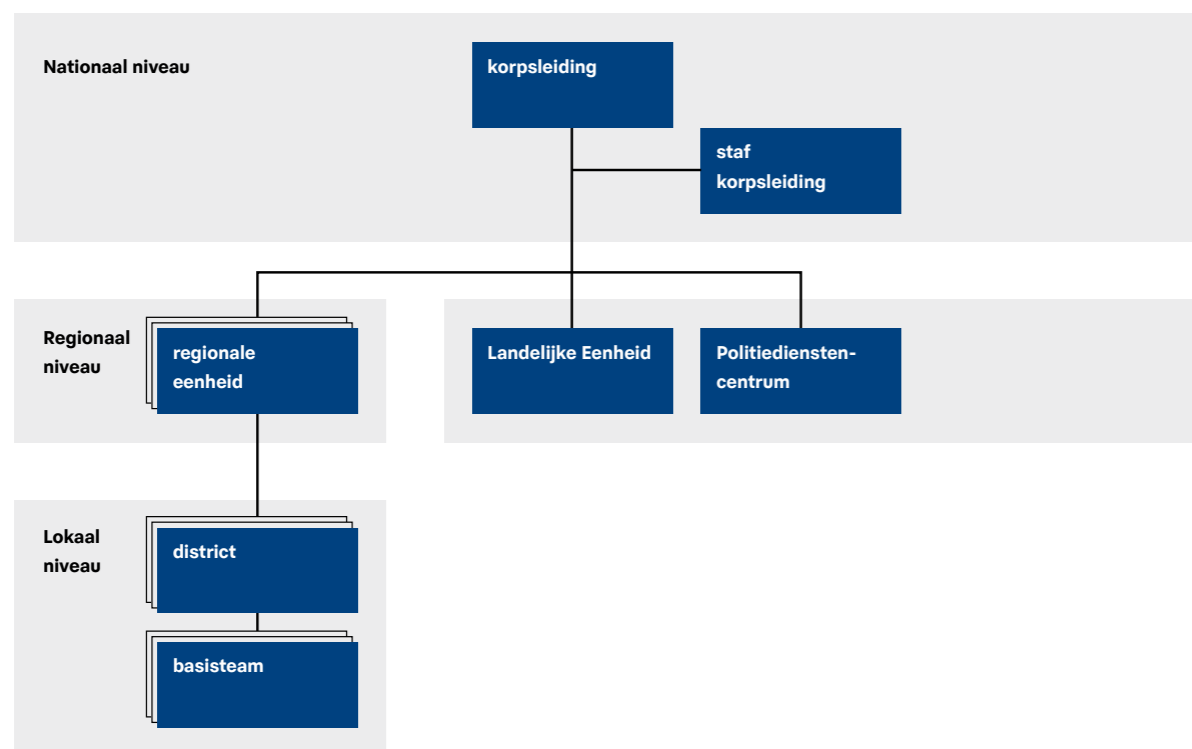 Nationaal niveau
korpsleiding
staf
korpsleiding
Regionaal
niveau
regionale
eenheid
Landelijke Eenheid
Politiediensten-
centrum
Lokaal
niveau
district
basisteam